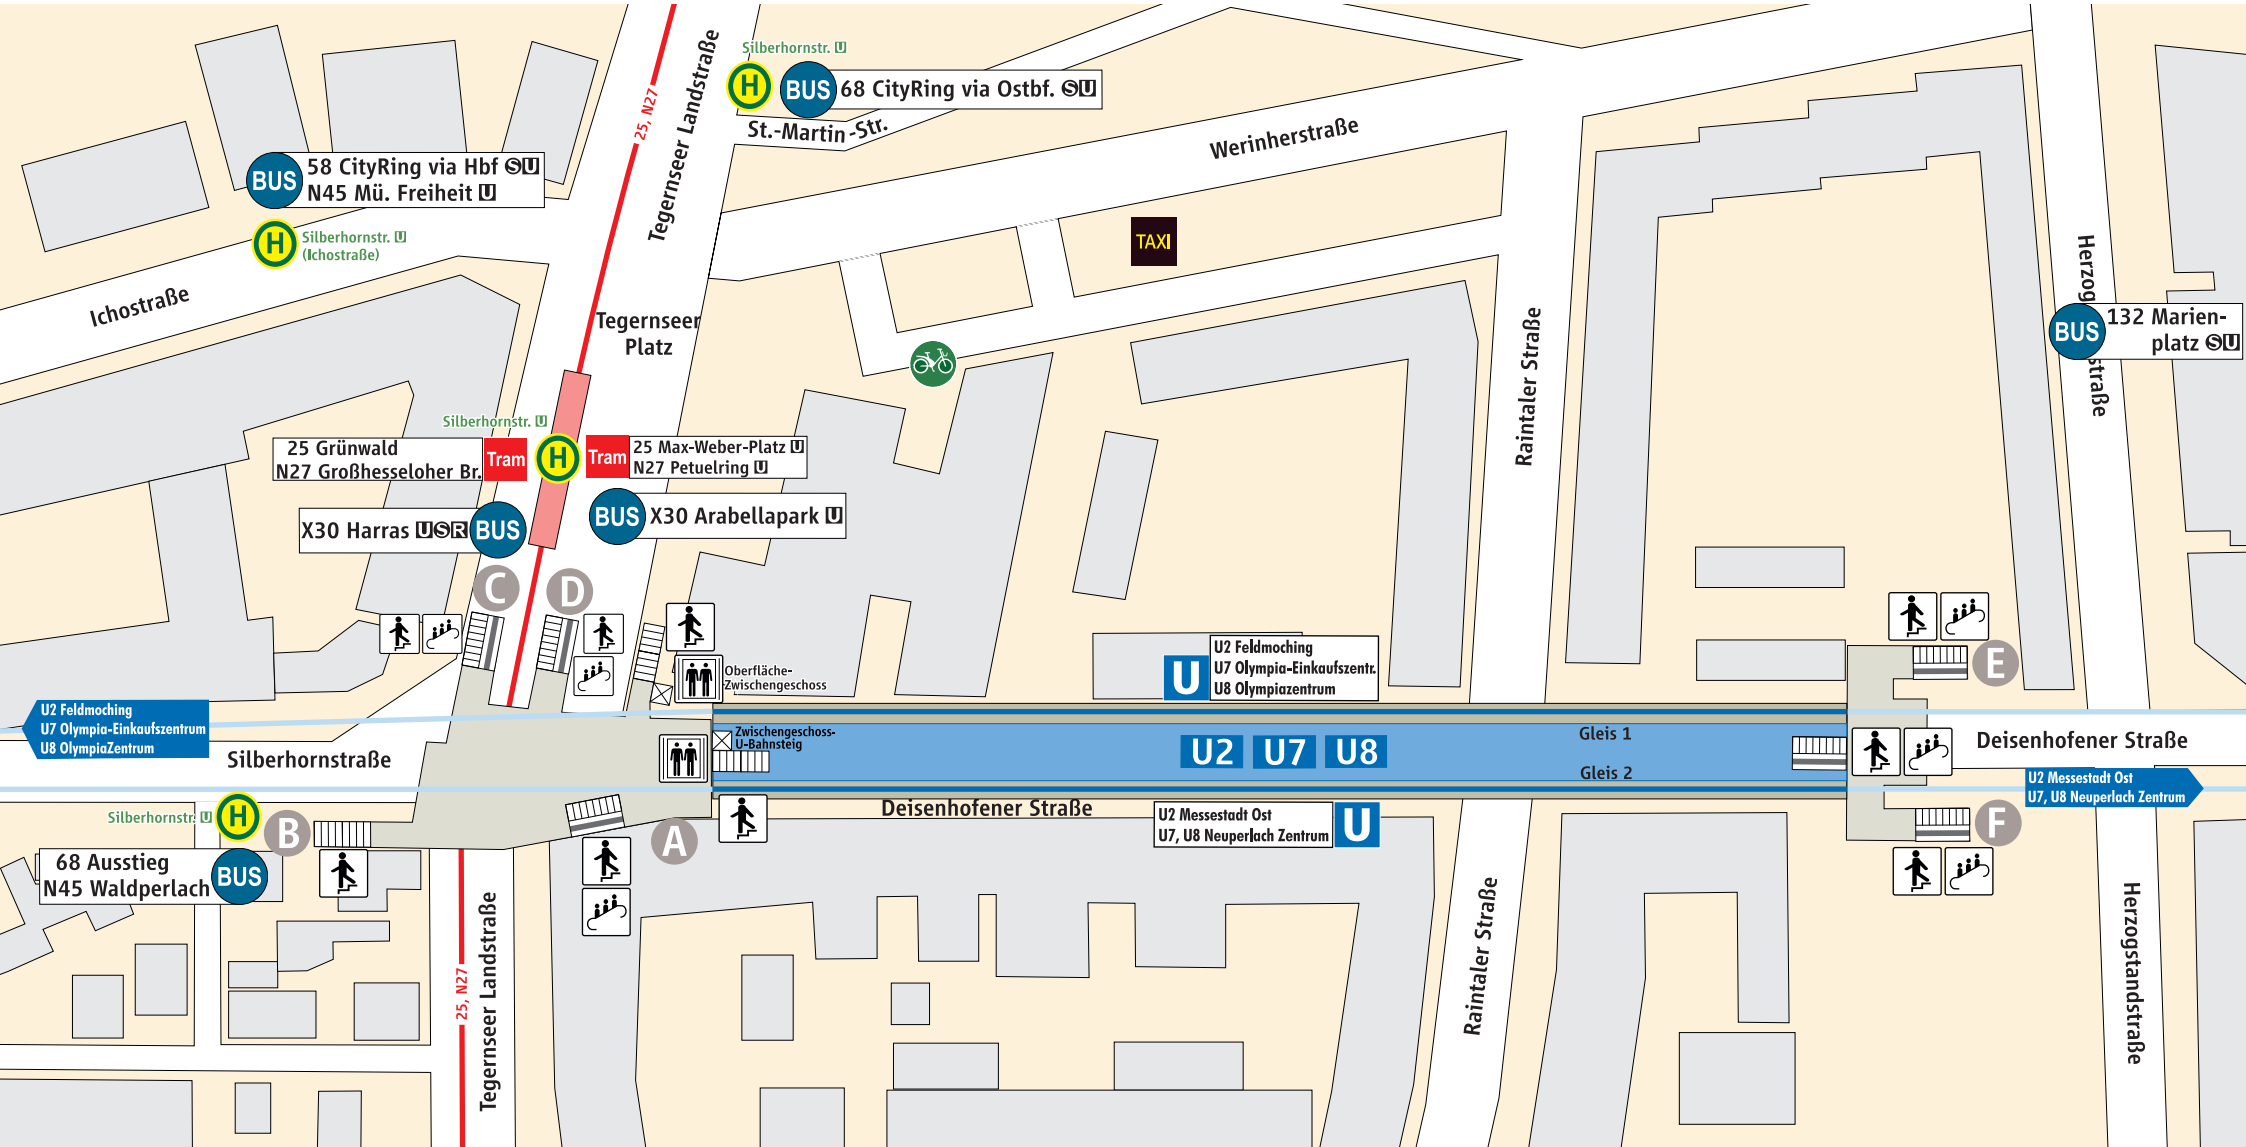 Silberhornstr. U
H
BUS
68 CityRing via Ostbf. SU
St.-Martin-Str.
Tegernseer Landstraße
25, N27
Werinherstraße
BUS
58 CityRing via Hbf SU
N45 Mü. Freiheit U
H
Silberhornstr. U
(Ichostraße)
Ichostraße
TAXI
Herzogstandstraße
BUS
132 Marien-
platz SU
Tegernseer
Platz
Raintaler Straße
Silberhornstr. U
25 Grünwald
N27 Großhesseloher Br.
Tram
H
Tram
25 Max-Weber-Platz U
N27 Petuelring U
X30 Harras USR
BUS
BUS
X30 Arabellapark U
C
D
Oberfläche-
Zwischengeschoss
U
U2 Feldmoching
U7 Olympia-Einkaufszentr.
U8 Olympiazentrum
E
U2 Feldmoching
U7 Olympia-Einkaufszentrum
U8 OlympiaZentrum
Silberhornstraße
Zwischengeschoss-
U-Bahnsteig
U2
U7
U8
Gleis 1
Gleis 2
Deisenhofener Straße
U2 Messestadt Ost
U7, U8 Neuperlach Zentrum
Deisenhofener Straße
U2 Messestadt Ost
U7, U8 Neuperlach Zentrum
U
Silberhornstr. U
H
B
A
F
68 Ausstieg
N45 Waldperlach
BUS
25, N27
Tegernseer Landstraße
Raintaler Straße
Herzogstandstraße